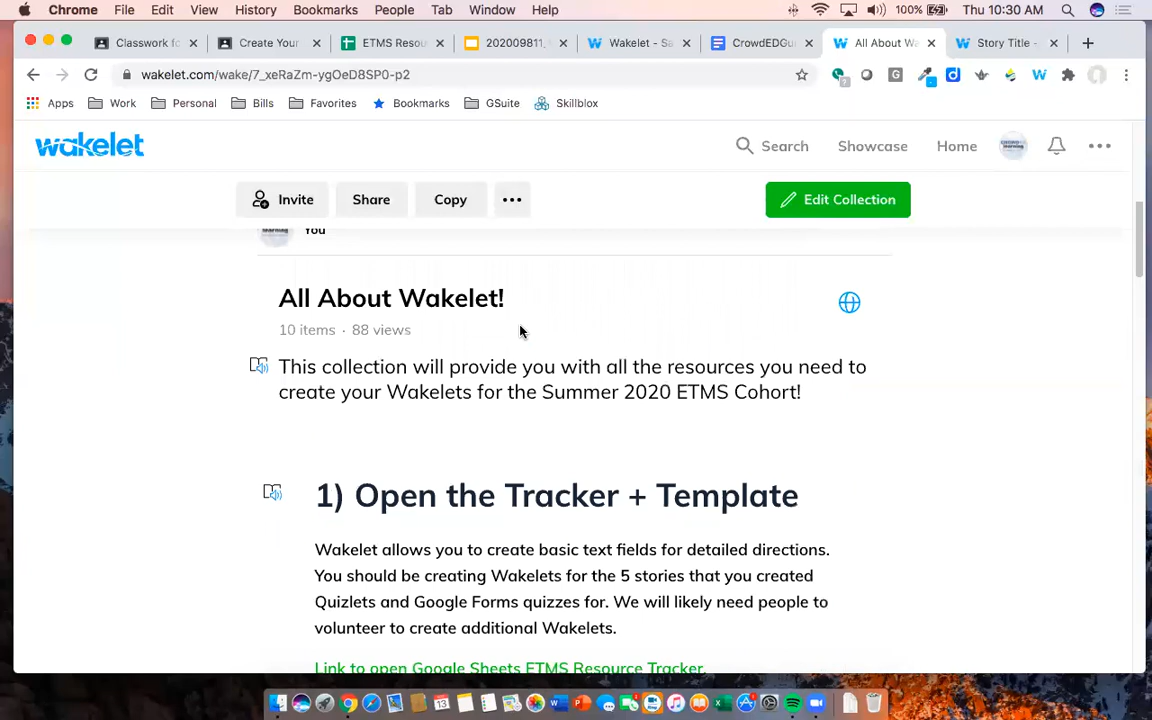 Chrome File Edit View History Bookmarks People Tab Window Help 100% Thu 10:30 AM
Classwork fo Create Your ETMS Resou 202009811_ Wakelet - Sa CrowdEDGu All About Wa Story Title -
wakelet.com/wake/7_xeRaZm-ygOeD8SP0-p2
Apps Work Personal Bills Favorites Bookmarks GSuite Skillblox
wakelet Search Showcase Home
Invite Share Copy Edit Collection
You
All About Wakelet!
10 items · 88 views
This collection will provide you with all the resources you need to
create your Wakelets for the Summer 2020 ETMS Cohort!
1) Open the Tracker + Template
Wakelet allows you to create basic text fields for detailed directions.
You should be creating Wakelets for the 5 stories that you created
Quizlets and Google Forms quizzes for. We will likely need people to
volunteer to create additional Wakelets.
Link to open Google Sheets ETMS Resource Tracker.